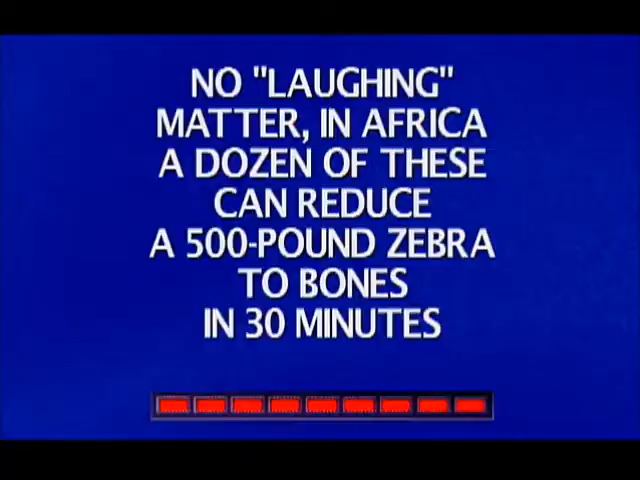 NO "LAUGHING"
MATTER, IN AFRICA
A DOZEN OF THESE
CAN REDUCE
A 500-POUND ZEBRA
TO BONES
IN 30 MINUTES